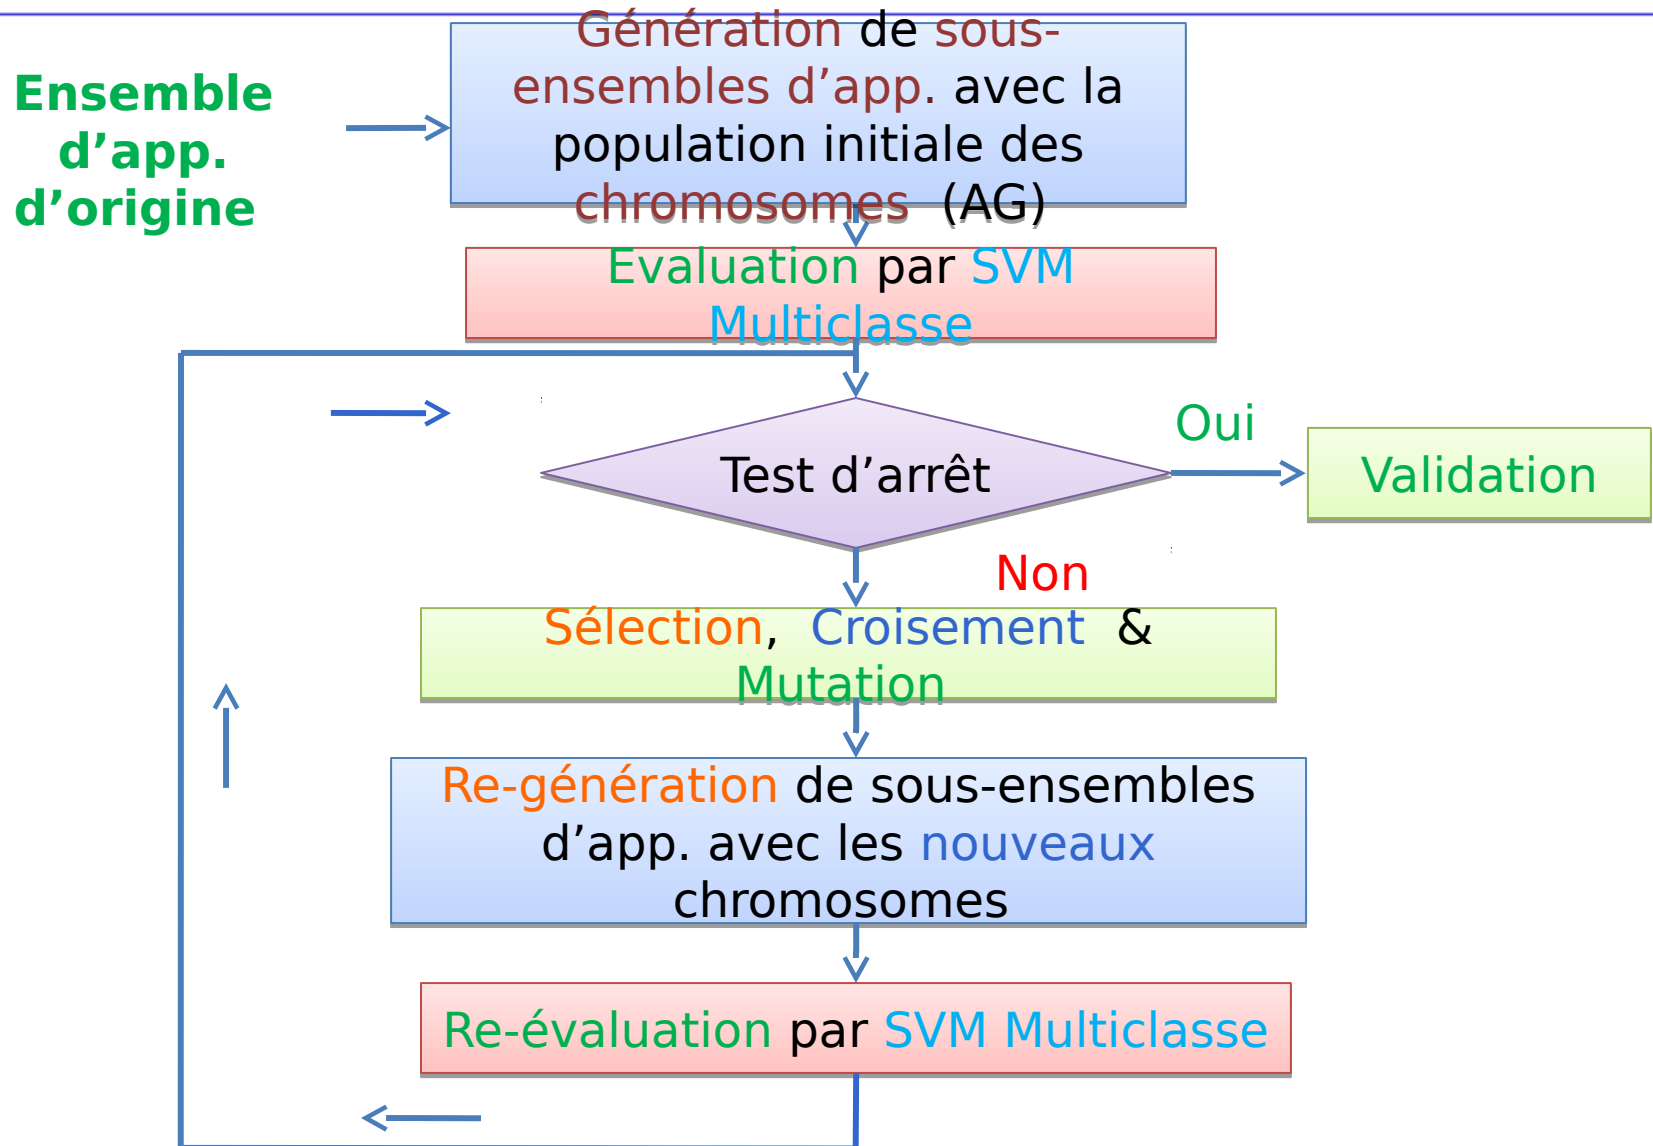 Ensemble
d’app.
d’origine
Génération de sous-
ensembles d’app. avec la
population initiale des
chromosomes (AG)
Evaluation par SVM
Multiclasse
Test d’arrêt
Oui
Validation
Non
Sélection, Croisement &
Mutation
Re-génération de sous-ensembles
d’app. avec les nouveaux
chromosomes
Re-évaluation par SVM Multiclasse